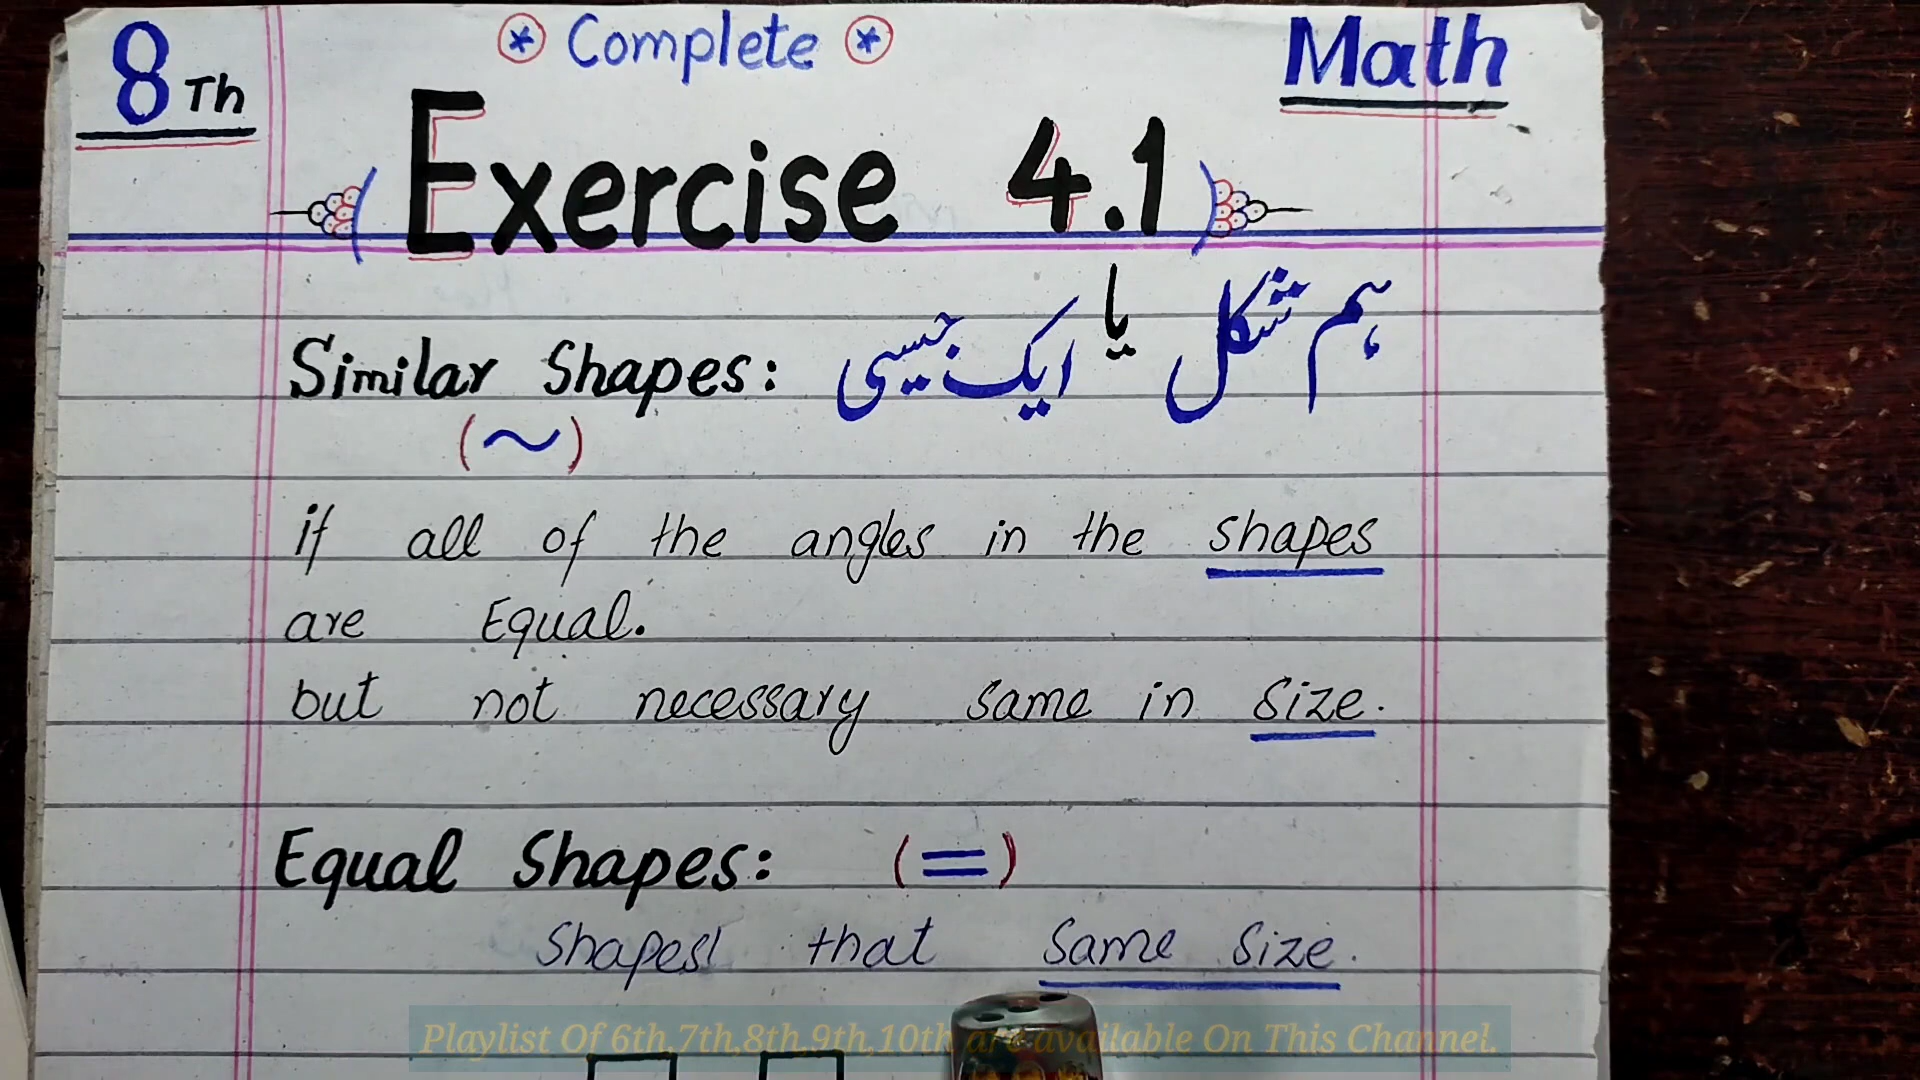 8Th
* Complete *
Math
Exercise 4.1
Similar Shapes: ہم شکل یا ایک جیسی
(~)
if all of the angles in the shapes
are Equal.
but not necessary same in size.
Equal Shapes: (=)
Shapes that same size.
Playlist Of 6th,7th,8th,9th,10th are available On This Channel.